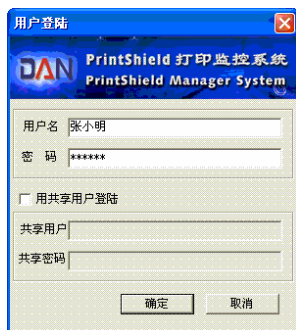 用户登陆
DAN
PrintShield 打印监控系统
PrintShield Manager System
用户名 张小明
密 码 ******
用共享用户登陆
共享用户
共享密码
确定 取消